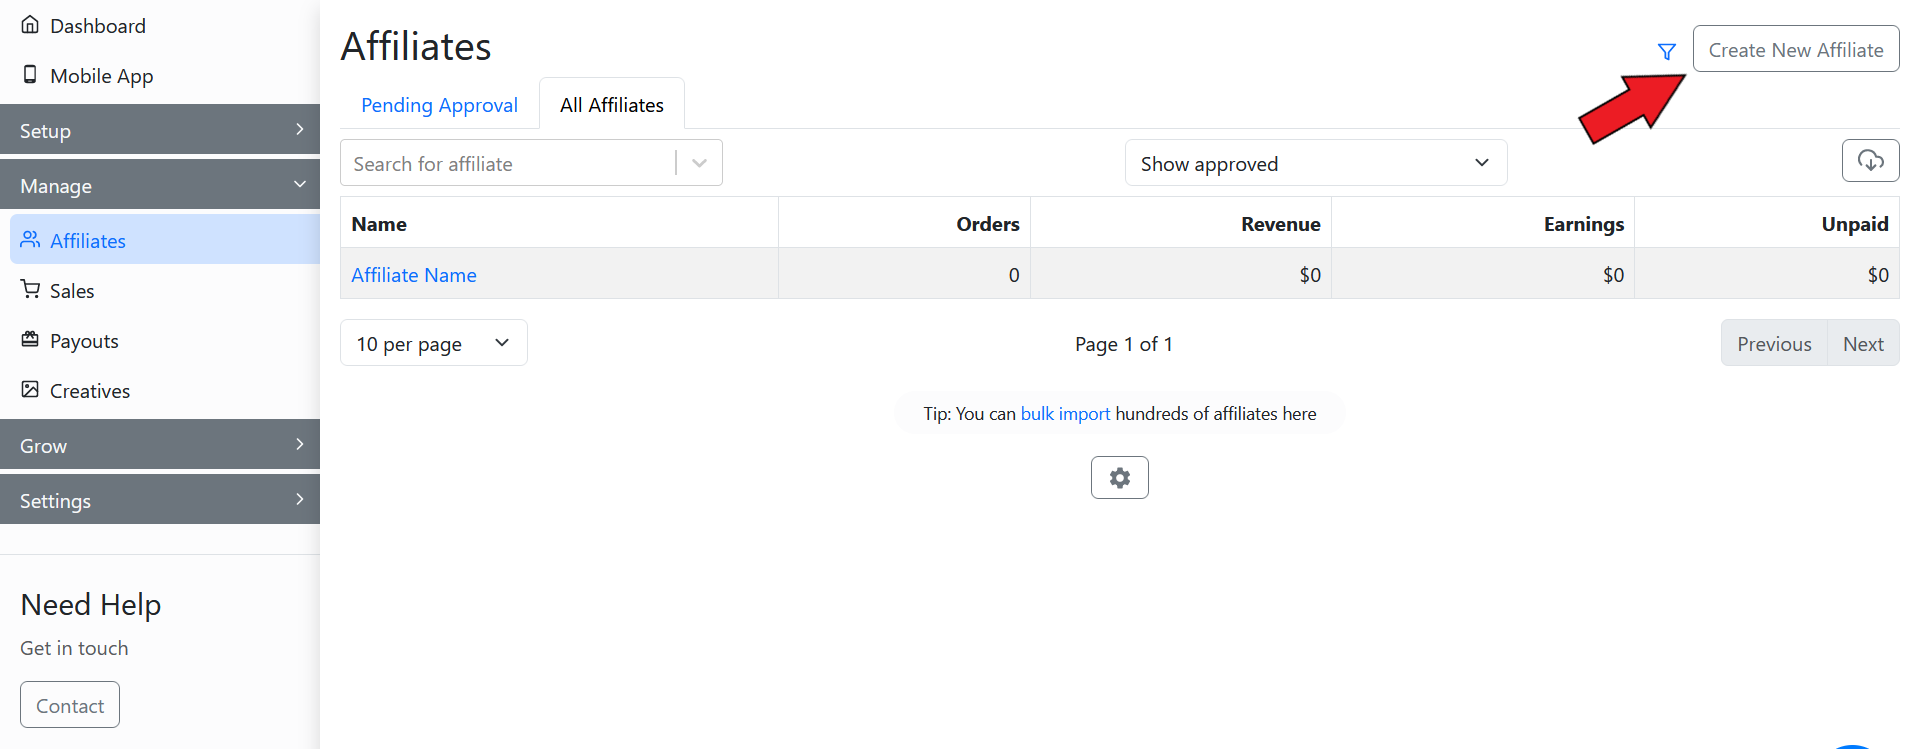 Dashboard
Mobile App
Setup
Manage
Affiliates
Sales
Payouts
Creatives
Grow
Settings
Need Help
Get in touch
Contact
Affiliates
Create New Affiliate
Pending Approval
All Affiliates
Search for affiliate
Show approved
Name Orders Revenue Earnings Unpaid
Affiliate Name 0 $0 $0 $0
10 per page
Page 1 of 1
Previous
Next
Tip: You can bulk import hundreds of affiliates here